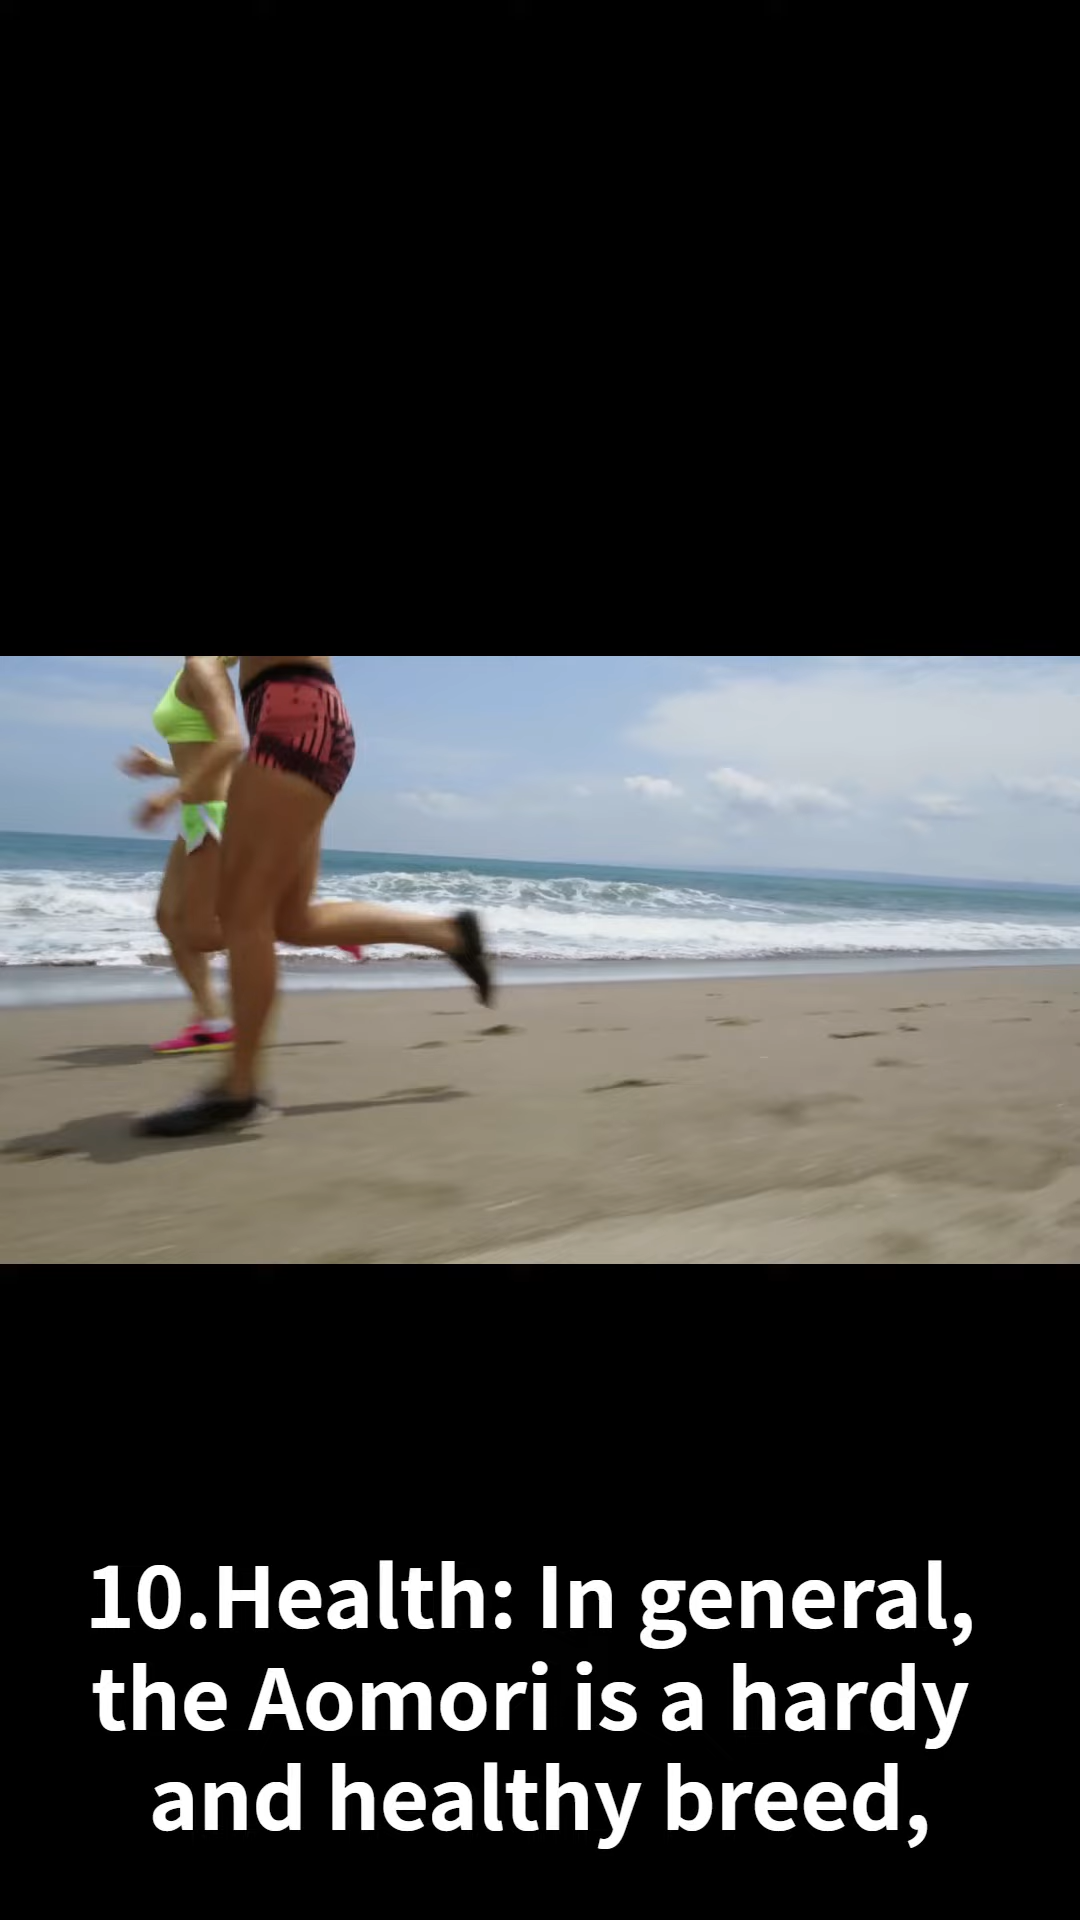 10.Health: In general,
the Aomori is a hardy
and healthy breed,